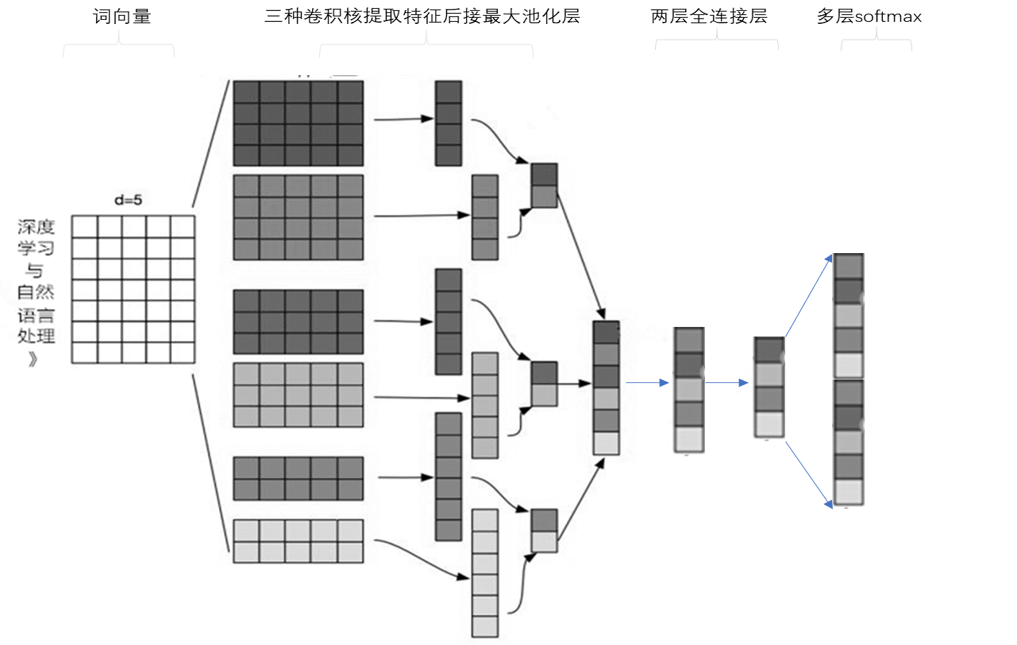 词向量
三种卷积核提取特征后接最大池化层
两层全连接层
多层softmax
d=5
深度
学习
与
自然
语言
处理
》